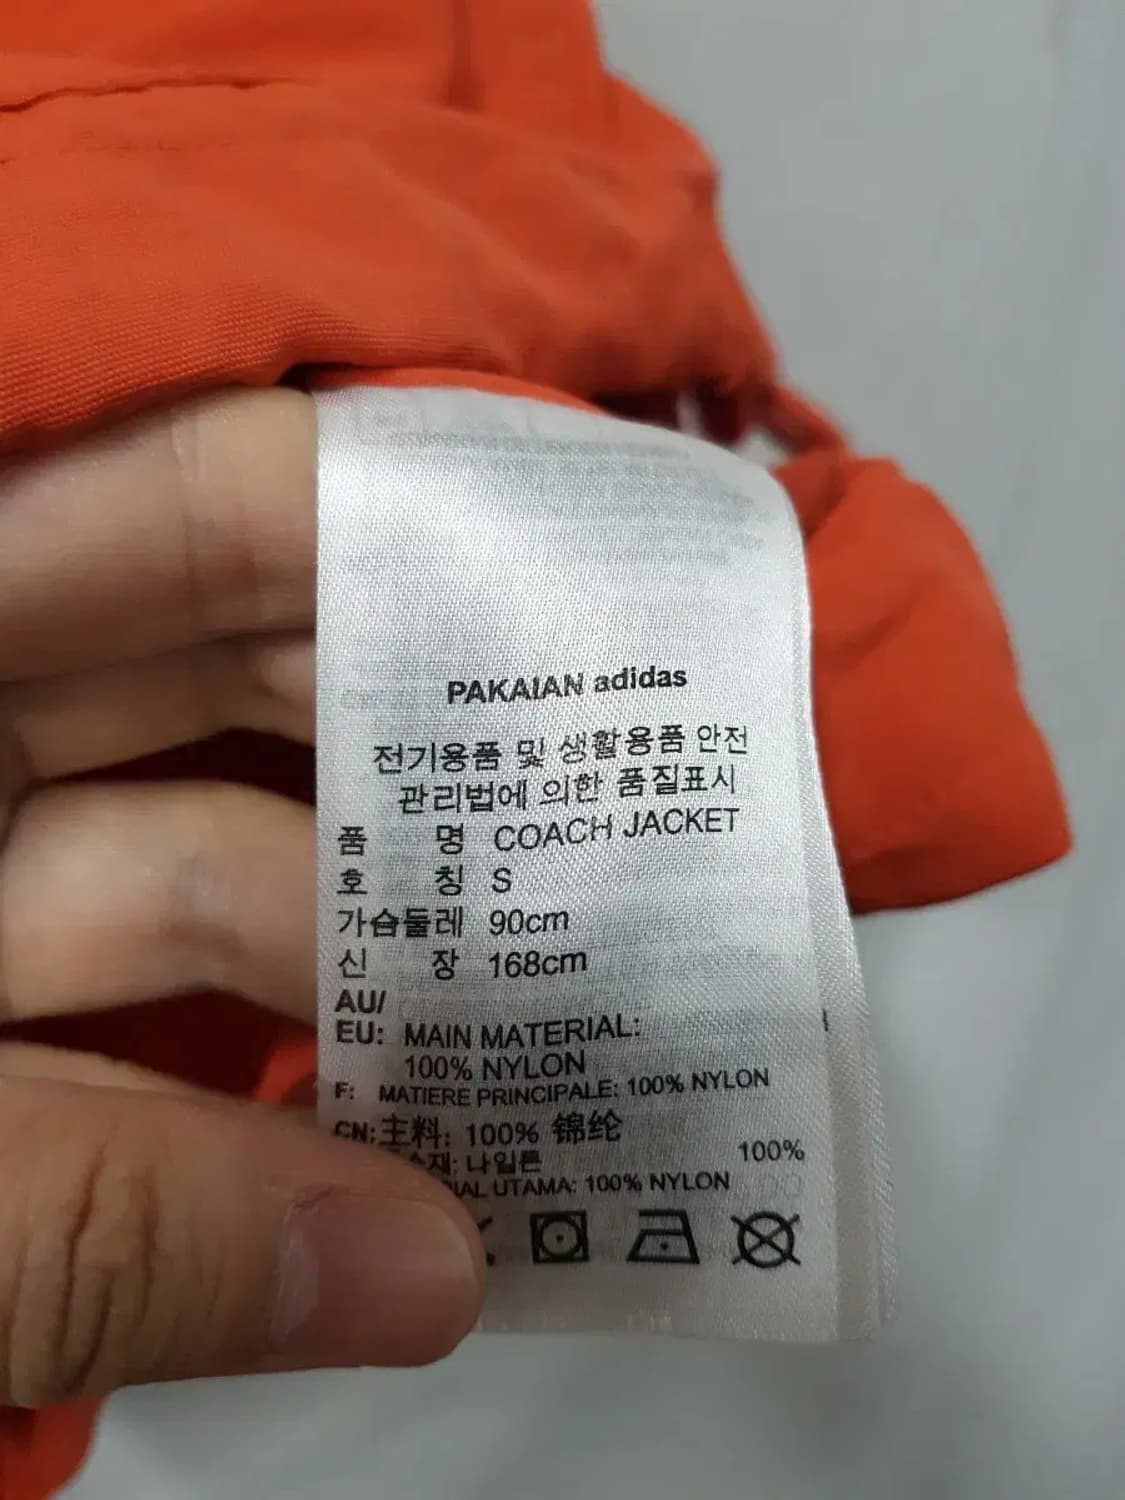 PAKAIAN adidas
전기용품 및 생활용품 안전
관리법에 의한 품질표시
품 명 COACH JACKET
호 칭 S
가슴둘레 90cm
신 장 168cm
AU/
EU: MAIN MATERIAL:
100% NYLON
F: MATIERE PRINCIPALE: 100% NYLON
CN: 主料: 100% 锦纶
재: 나일론 100%
UTAMA: 100% NYLON